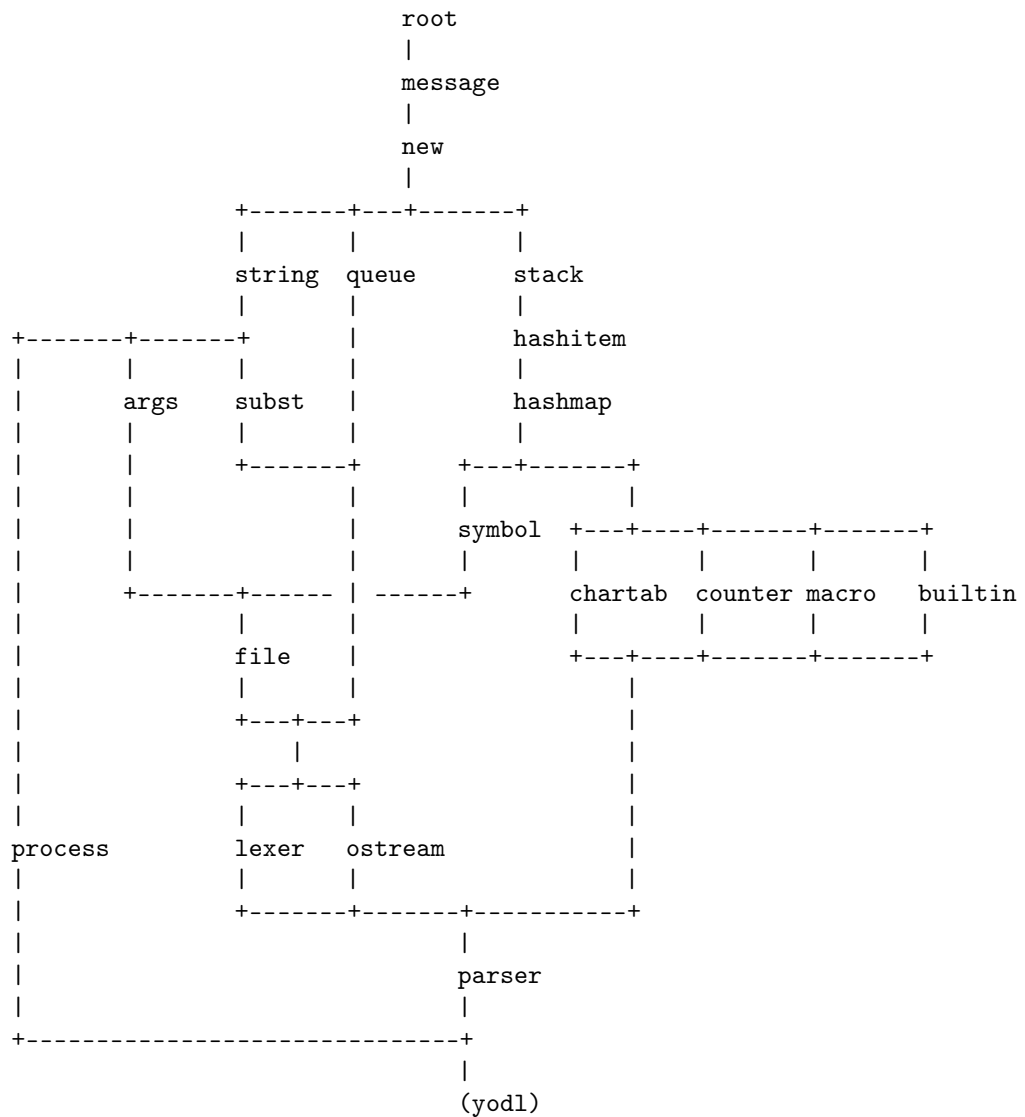 root
message
new
string queue stack
hashitem
args subst hashmap
symbol
chartab counter macro builtin
file
process lexer ostream
parser
(yodl)